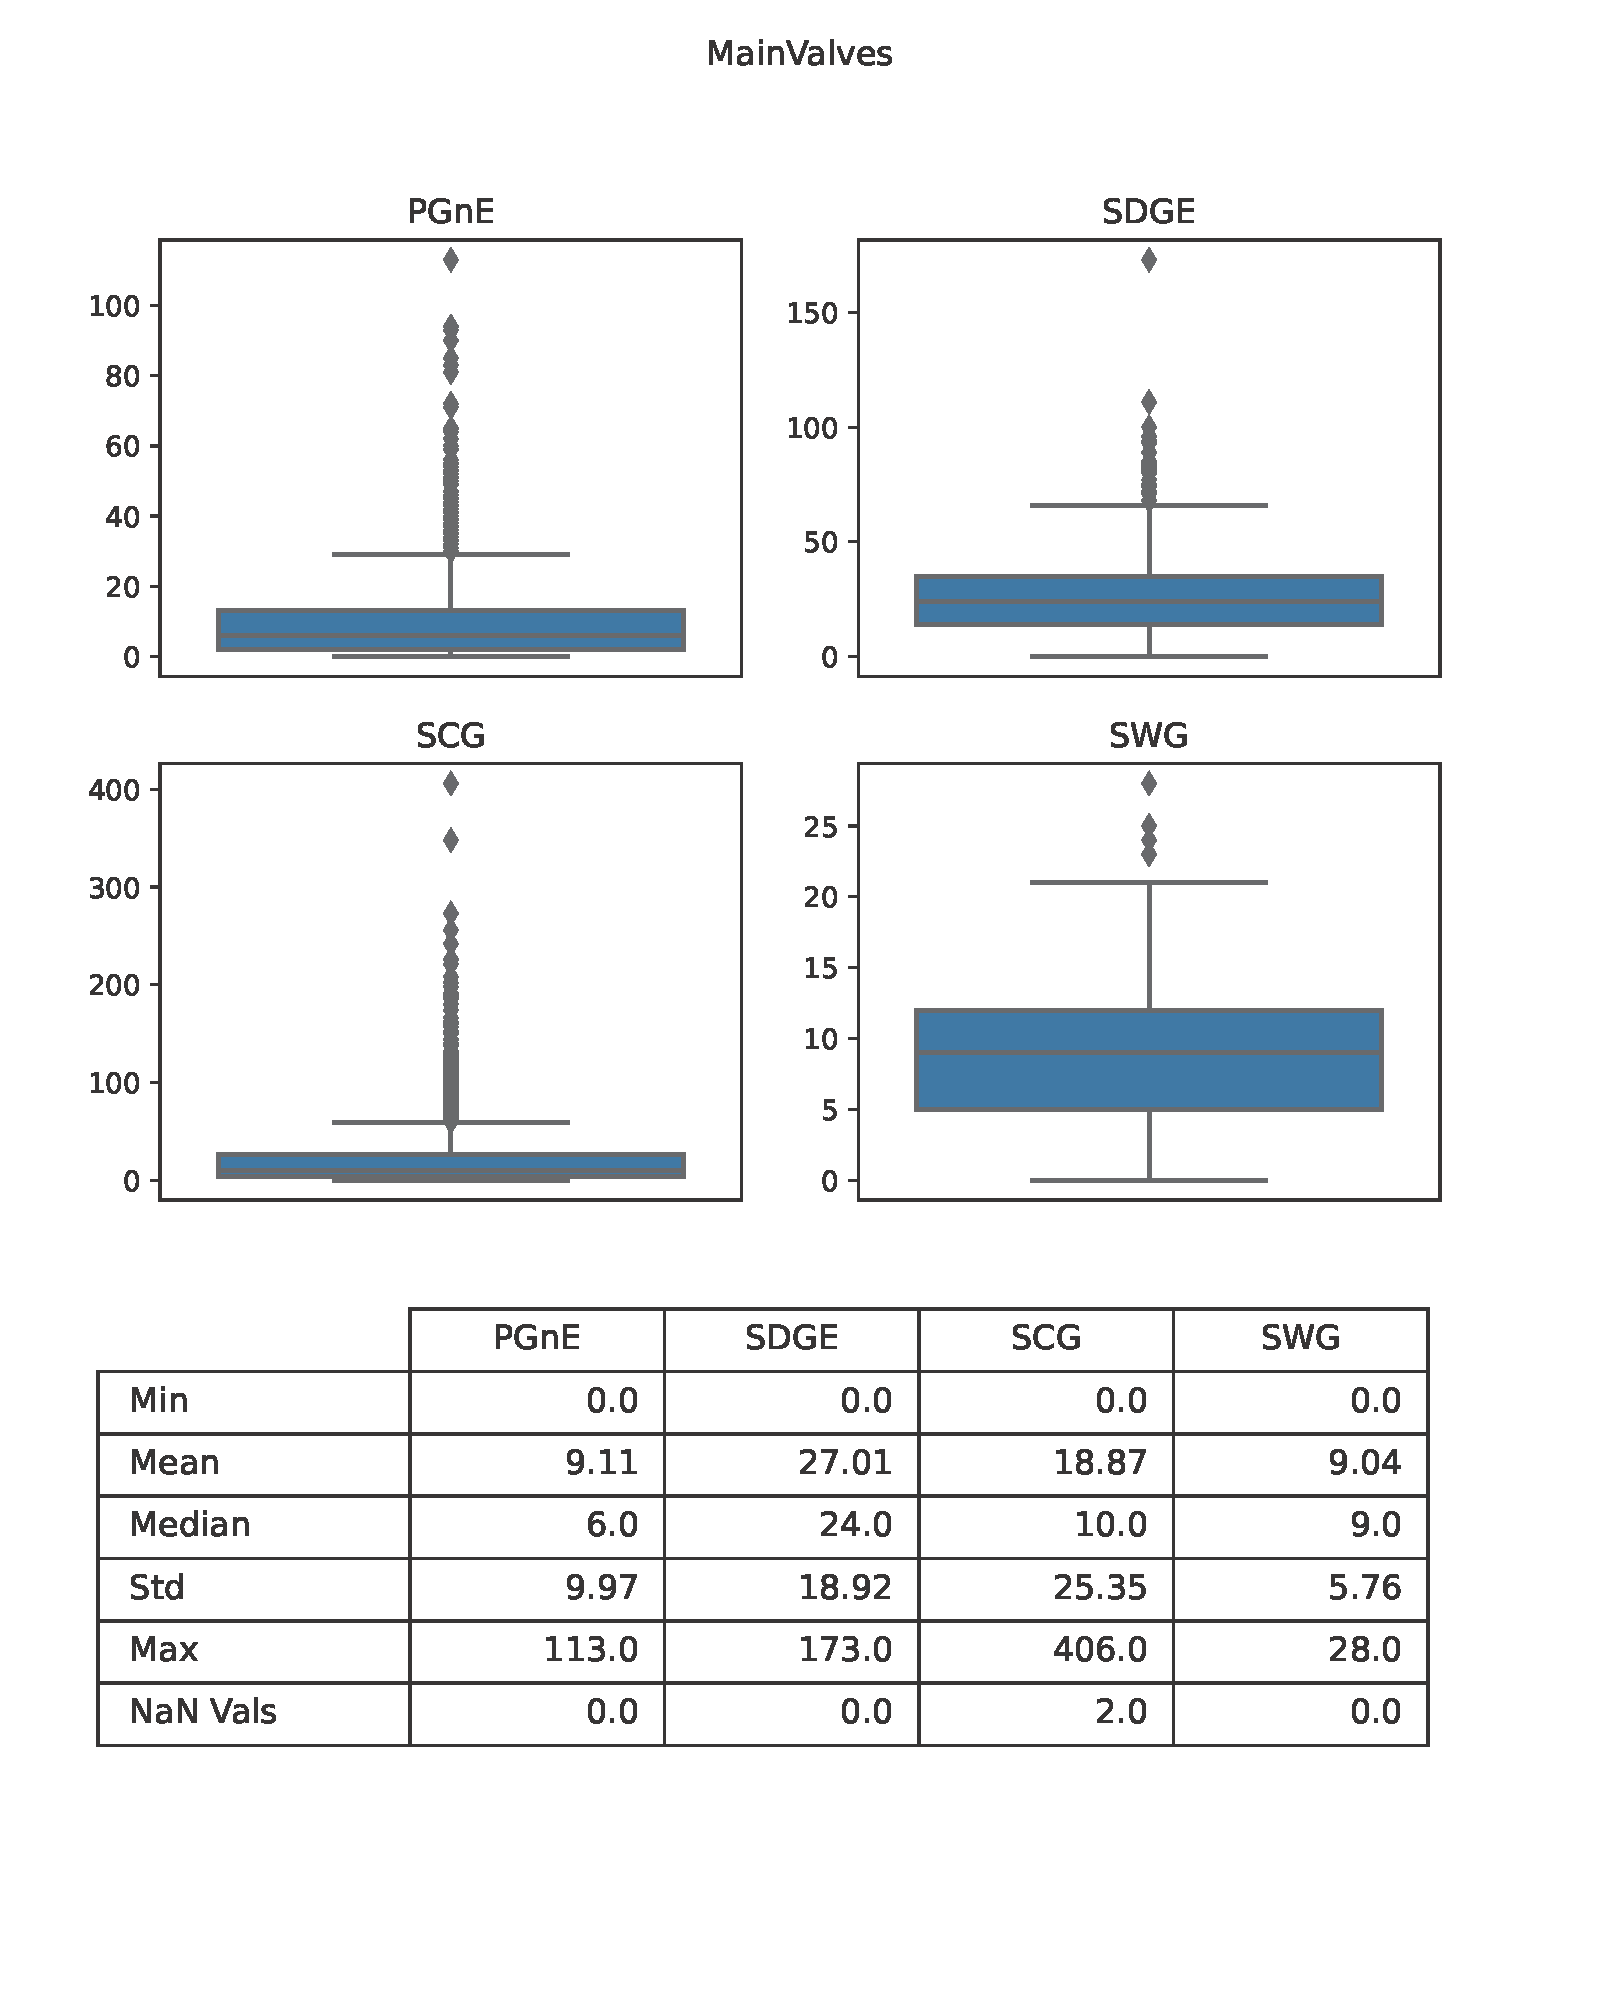 MainValves
PGnE
100
80
60
40
20
0
SDGE
150
100
50
0
SCG
400
300
200
100
0
SWG
25
20
15
10
5
0
PGnE SDGE SCG SWG
Min 0.0 0.0 0.0 0.0
Mean 9.11 27.01 18.87 9.04
Median 6.0 24.0 10.0 9.0
Std 9.97 18.92 25.35 5.76
Max 113.0 173.0 406.0 28.0
NaN Vals 0.0 0.0 2.0 0.0